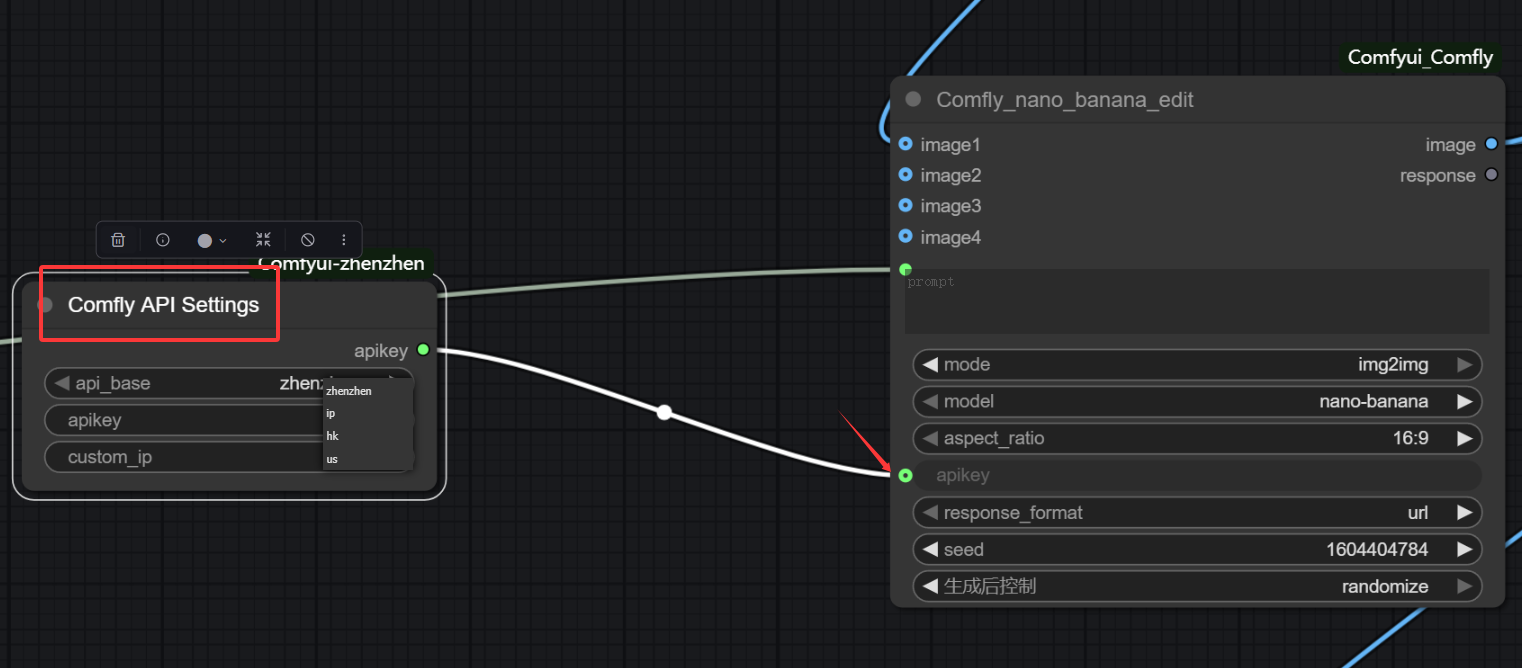 Comfyui-zhenzhen
Comfly API Settings
apikey
api_base
zhenzhen
ip
hk
us
apikey
custom_ip
Comfyui_Comfly
Comfly_nano_banana_edit
image1 image
image2 response
image3
image4
prompt
mode img2img
model nano-banana
aspect_ratio 16:9
apikey
response_format url
seed 1604404784
生成后控制 randomize